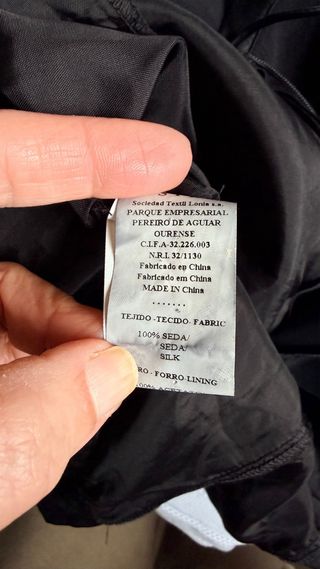 Sociedad Textil Lonia s.a.
PARQUE EMPRESARIAL
PEREIRO DE AGUIAR
OURENSE
C.I.F.A-32.226.003
N.R.I. 32/1130
Fabricado en China
Fabricado em China
MADE IN China
.......
TEJIDO -TECIDO- FABRIC
100% SEDA/
SEDA/
SILK
RO - FORRO-LINING